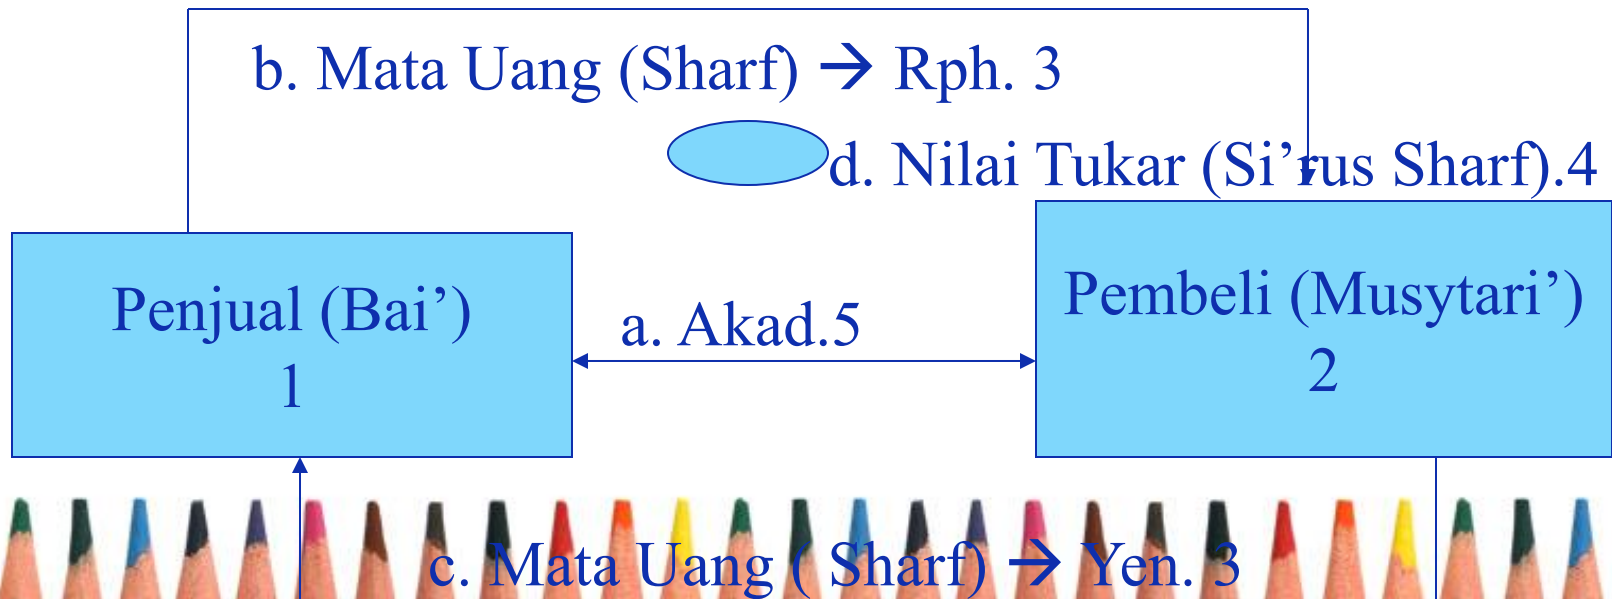 b. Mata Uang (Sharf) → Rph. 3
d. Nilai Tukar (Si’rus Sharf).4
Penjual (Bai’)
1
a. Akad.5
Pembeli (Musytari’)
2
c. Mata Uang ( Sharf) → Yen. 3